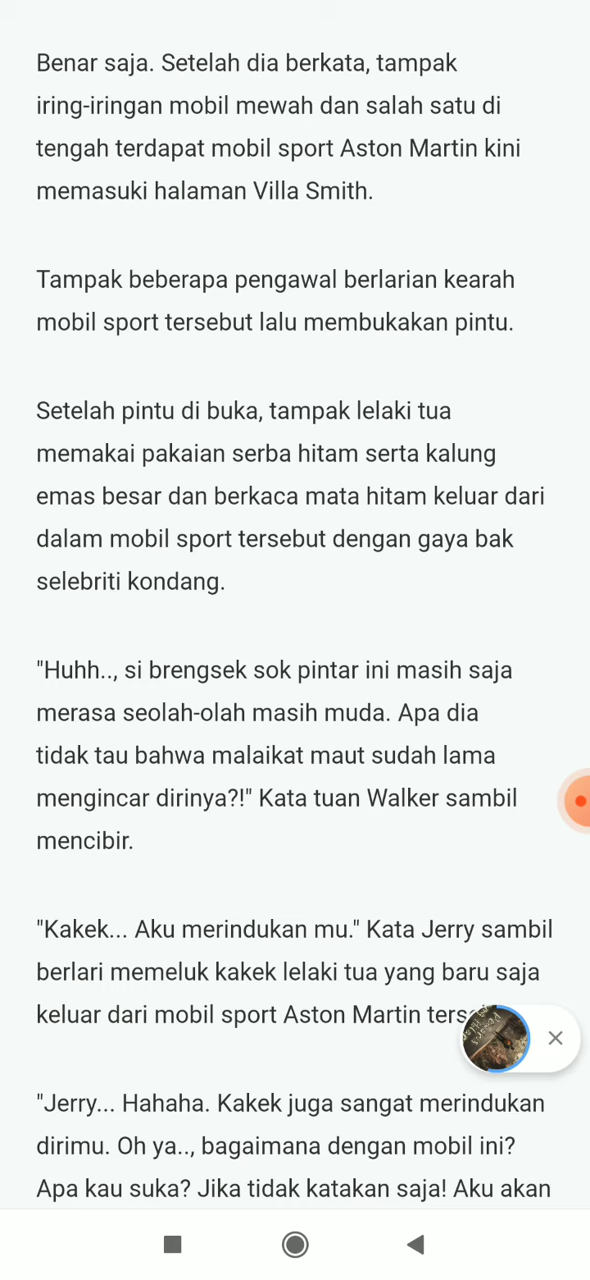 Benar saja. Setelah dia berkata, tampak
iring-iringan mobil mewah dan salah satu di
tengah terdapat mobil sport Aston Martin kini
memasuki halaman Villa Smith.
Tampak beberapa pengawal berlarian kearah
mobil sport tersebut lalu membukakan pintu.
Setelah pintu di buka, tampak lelaki tua
memakai pakaian serba hitam serta kalung
emas besar dan berkaca mata hitam keluar dari
dalam mobil sport tersebut dengan gaya bak
selebriti kondang.
"Huhh.., si brengsek sok pintar ini masih saja
merasa seolah-olah masih muda. Apa dia
tidak tau bahwa malaikat maut sudah lama
mengincar dirinya?!" Kata tuan Walker sambil
mencibir.
"Kakek... Aku merindukan mu." Kata Jerry sambil
berlari memeluk kakek lelaki tua yang baru saja
keluar dari mobil sport Aston Martin
"Jerry... Hahaha. Kakek juga sangat merindukan
dirimu. Oh ya.., bagaimana dengan mobil ini?
Apa kau suka? Jika tidak katakan saja! Aku akan